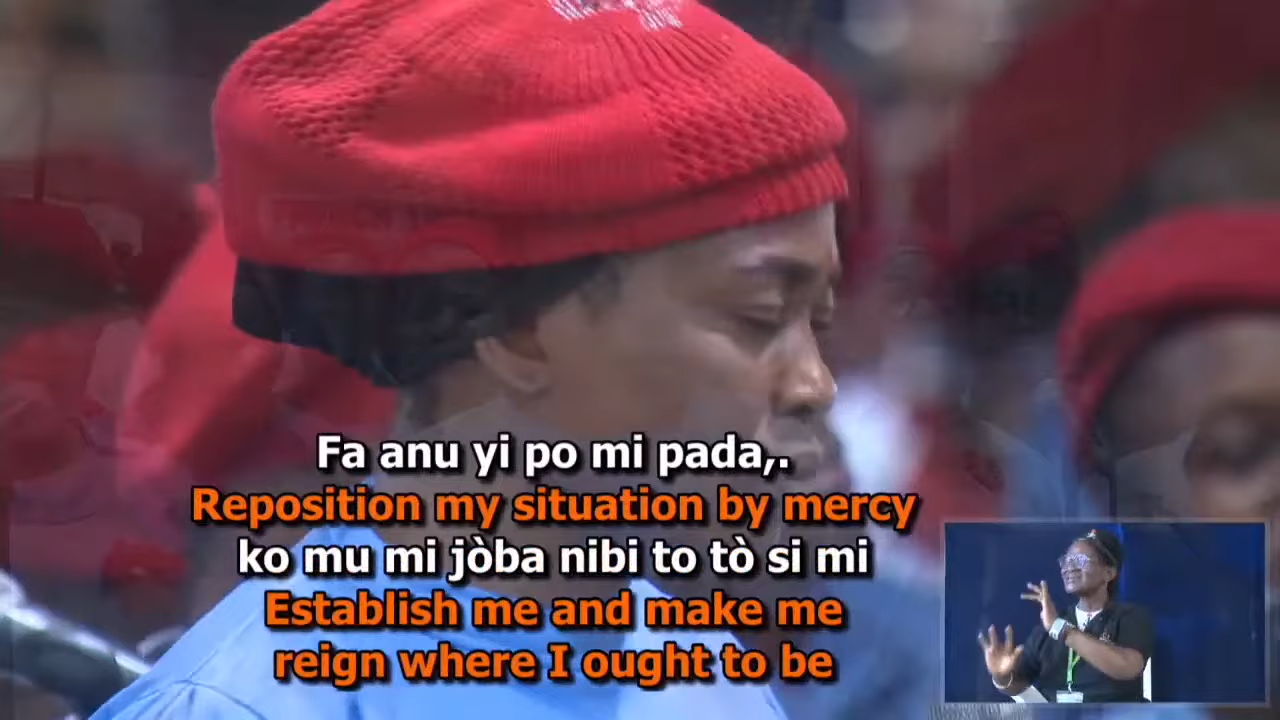 Fa anu yi po mi pada,.
Reposition my situation by mercy
ko mu mi jòba nibi to tò si mi
Establish me and make me
reign where I ought to be